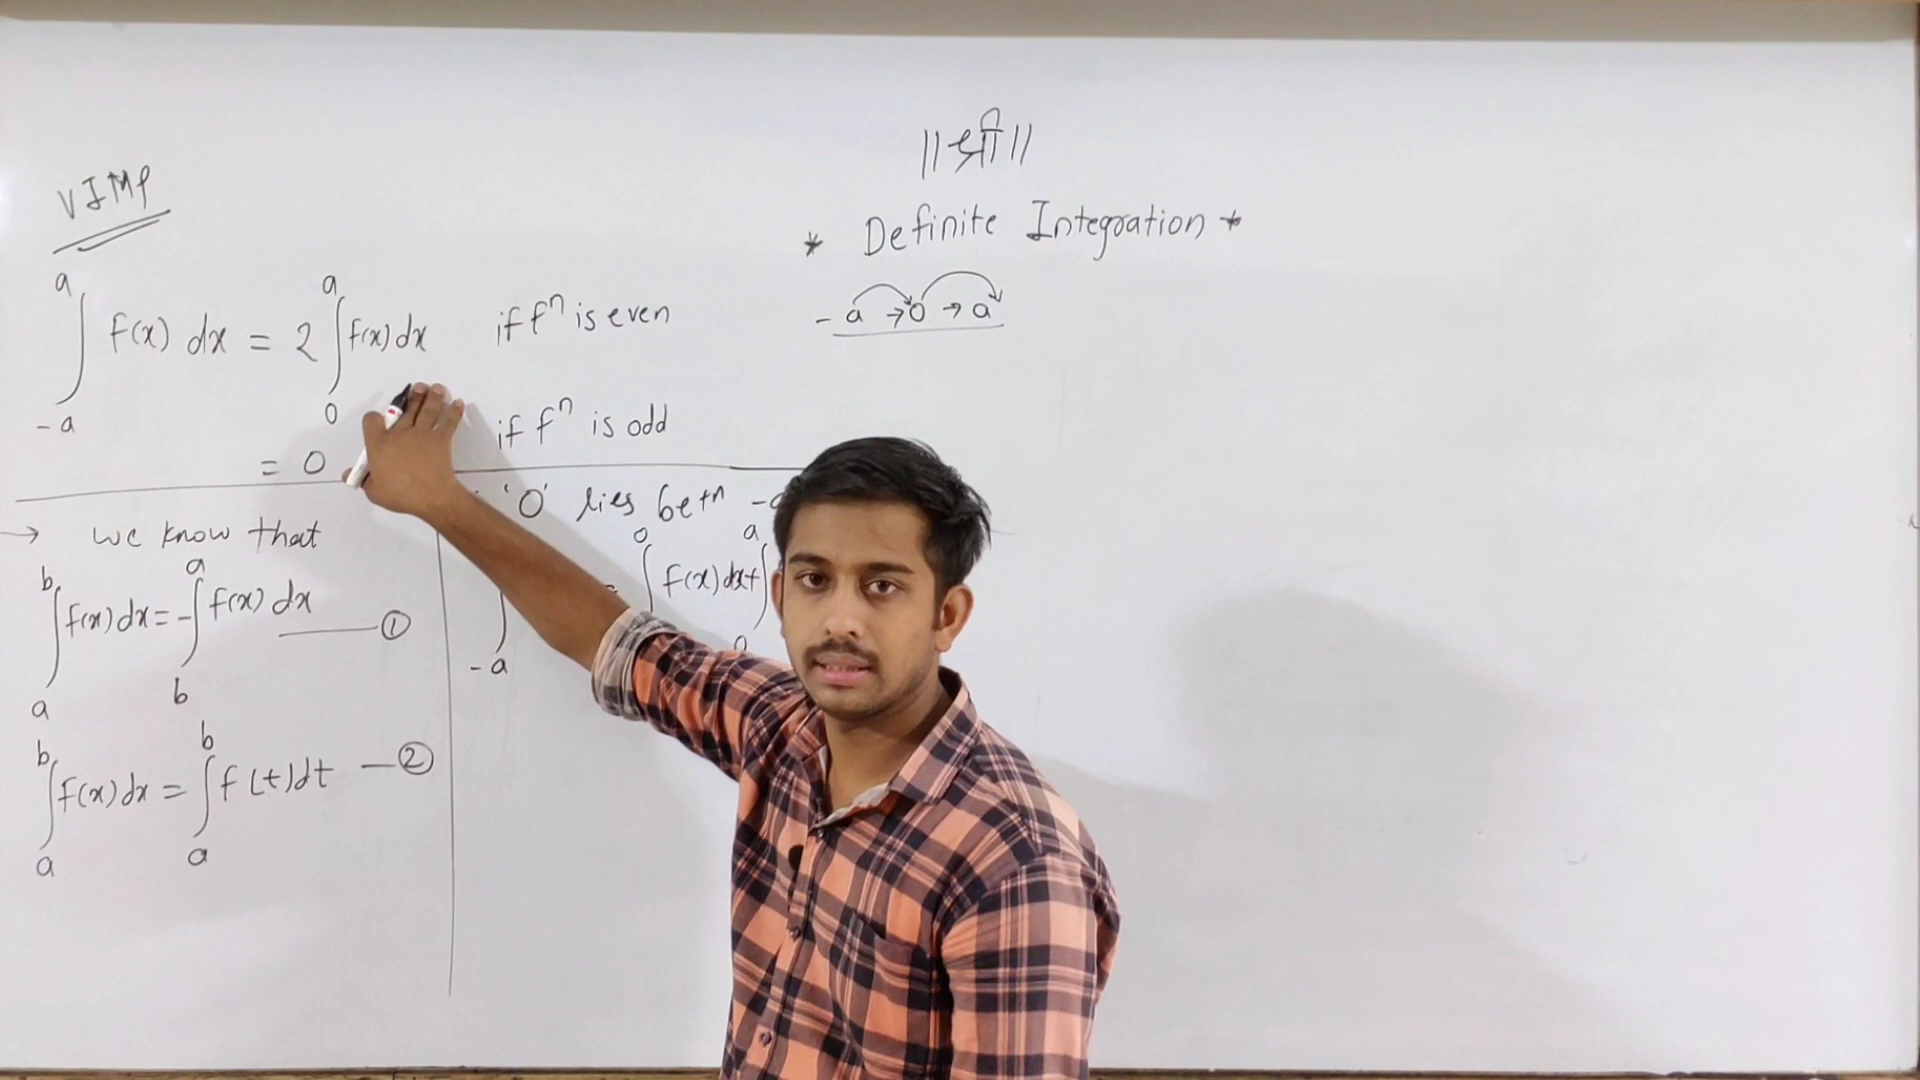 ||श्री||
* Definite Integration *
-a → 0 → a
VIMP
∫_{-a}^{a} f(x) dx = 2 ∫_{0}^{a} f(x) dx if fⁿ is even
= 0 if fⁿ is odd
→ we know that
∫_{a}^{b} f(x) dx = -∫_{b}^{a} f(x) dx —— ①
∫_{a}^{b} f(x) dx = ∫_{a}^{b} f(t) dt — ②
'0' lies betⁿ -a
∫_{-a} = ∫^{0} f(x) dx + ∫_{0}^{a}